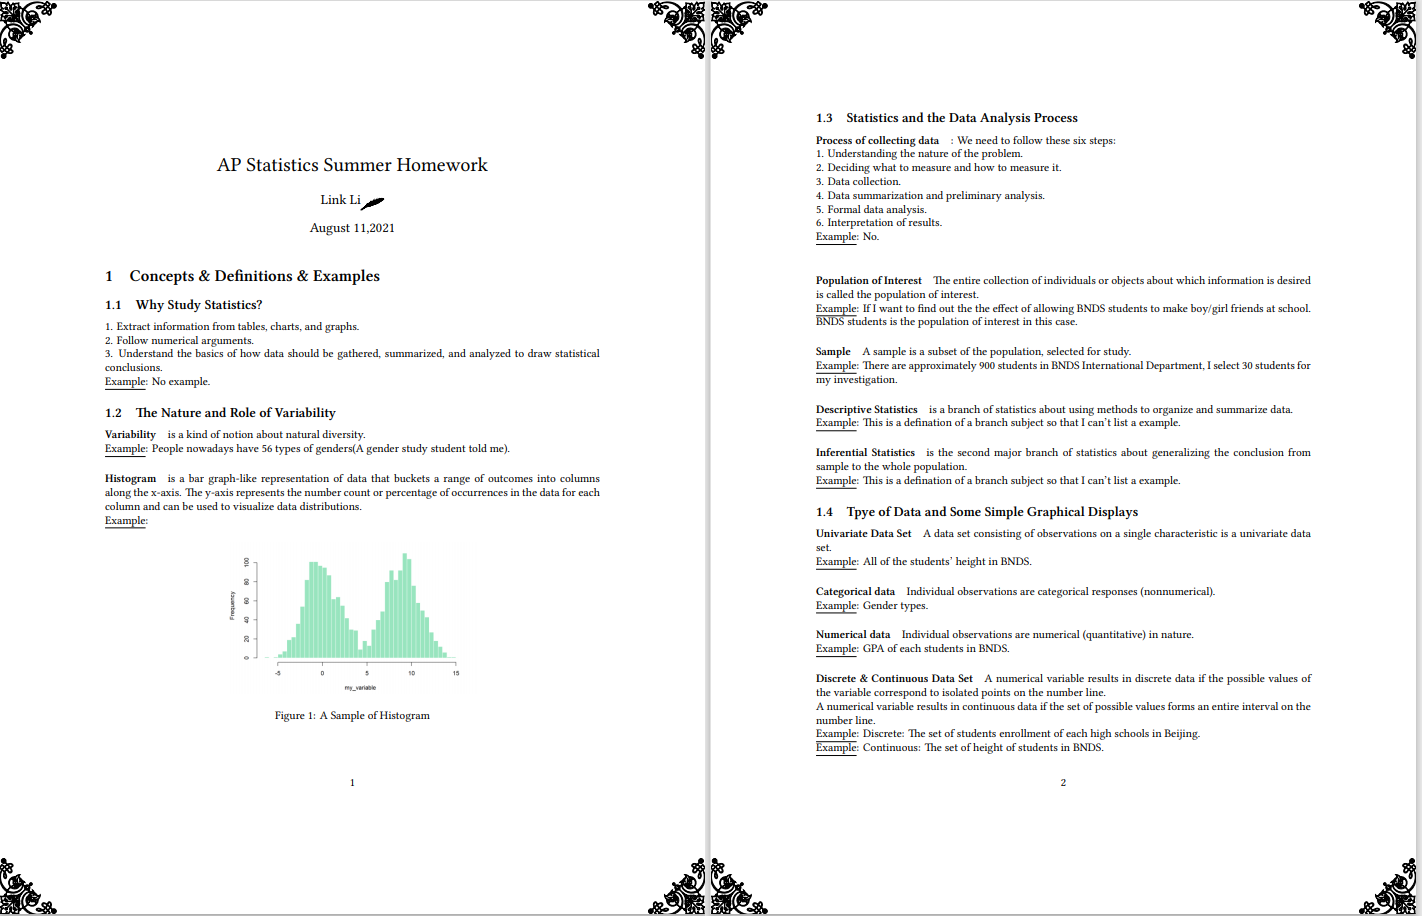 AP Statistics Summer Homework
Link Li
August 11,2021
1 Concepts & Definitions & Examples
1.1 Why Study Statistics?
1. Extract information from tables, charts, and graphs.
2. Follow numerical arguments.
3. Understand the basics of how data should be gathered, summarized, and analyzed to draw statistical
conclusions.
Example: No example.
1.2 The Nature and Role of Variability
Variability is a kind of notion about natural diversity.
Example: People nowadays have 56 types of genders(A gender study student told me).
Histogram is a bar graph-like representation of data that buckets a range of outcomes into columns
along the x-axis. The y-axis represents the number count or percentage of occurrences in the data for each
column and can be used to visualize data distributions.
Example:
Frequency
100
80
60
40
20
0
-5 0 5 10 15
my_variable
Figure 1: A Sample of Histogram
1
1.3 Statistics and the Data Analysis Process
Process of collecting data : We need to follow these six steps:
1. Understanding the nature of the problem.
2. Deciding what to measure and how to measure it.
3. Data collection.
4. Data summarization and preliminary analysis.
5. Formal data analysis.
6. Interpretation of results.
Example: No.
Population of Interest The entire collection of individuals or objects about which information is desired
is called the population of interest.
Example: If I want to find out the the effect of allowing BNDS students to make boy/girl friends at school.
BNDS students is the population of interest in this case.
Sample A sample is a subset of the population, selected for study.
Example: There are approximately 900 students in BNDS International Department, I select 30 students for
my investigation.
Descriptive Statistics is a branch of statistics about using methods to organize and summarize data.
Example: This is a defination of a branch subject so that I can't list a example.
Inferential Statistics is the second major branch of statistics about generalizing the conclusion from
sample to the whole population.
Example: This is a defination of a branch subject so that I can't list a example.
1.4 Tpye of Data and Some Simple Graphical Displays
Univariate Data Set A data set consisting of observations on a single characteristic is a univariate data
set.
Example: All of the students' height in BNDS.
Categorical data Individual observations are categorical responses (nonnumerical).
Example: Gender types.
Numerical data Individual observations are numerical (quantitative) in nature.
Example: GPA of each students in BNDS.
Discrete & Continuous Data Set A numerical variable results in discrete data if the possible values of
the variable correspond to isolated points on the number line.
A numerical variable results in continuous data if the set of possible values forms an entire interval on the
number line.
Example: Discrete: The set of students enrollment of each high schools in Beijing.
Example: Continuous: The set of height of students in BNDS.
2